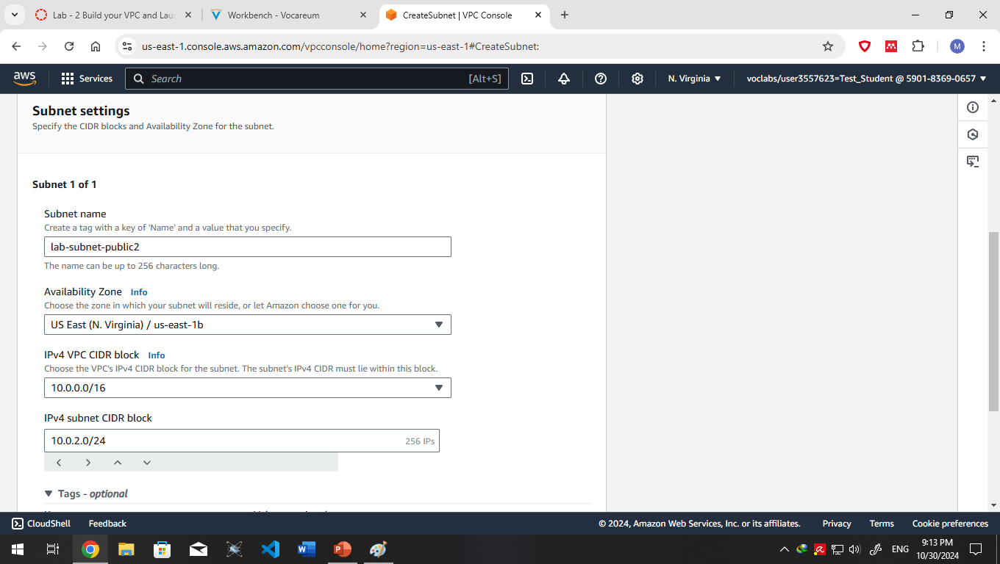 Lab - 2 Build your VPC and Lau
Workbench - Vocareum
CreateSubnet | VPC Console
us-east-1.console.aws.amazon.com/vpcconsole/home?region=us-east-1#CreateSubnet:
M
aws
Services
Search
[Alt+S]
N. Virginia
voclabs/user3557623=Test_Student @ 5901-8369-0657
Subnet settings
Specify the CIDR blocks and Availability Zone for the subnet.
Subnet 1 of 1
Subnet name
Create a tag with a key of 'Name' and a value that you specify.
lab-subnet-public2
The name can be up to 256 characters long.
Availability Zone Info
Choose the zone in which your subnet will reside, or let Amazon choose one for you.
US East (N. Virginia) / us-east-1b
IPv4 VPC CIDR block Info
Choose the VPC's IPv4 CIDR block for the subnet. The subnet's IPv4 CIDR must lie within this block.
10.0.0.0/16
IPv4 subnet CIDR block
10.0.2.0/24
256 IPs
Tags - optional
CloudShell
Feedback
© 2024, Amazon Web Services, Inc. or its affiliates.
Privacy
Terms
Cookie preferences
ENG
9:13 PM
10/30/2024